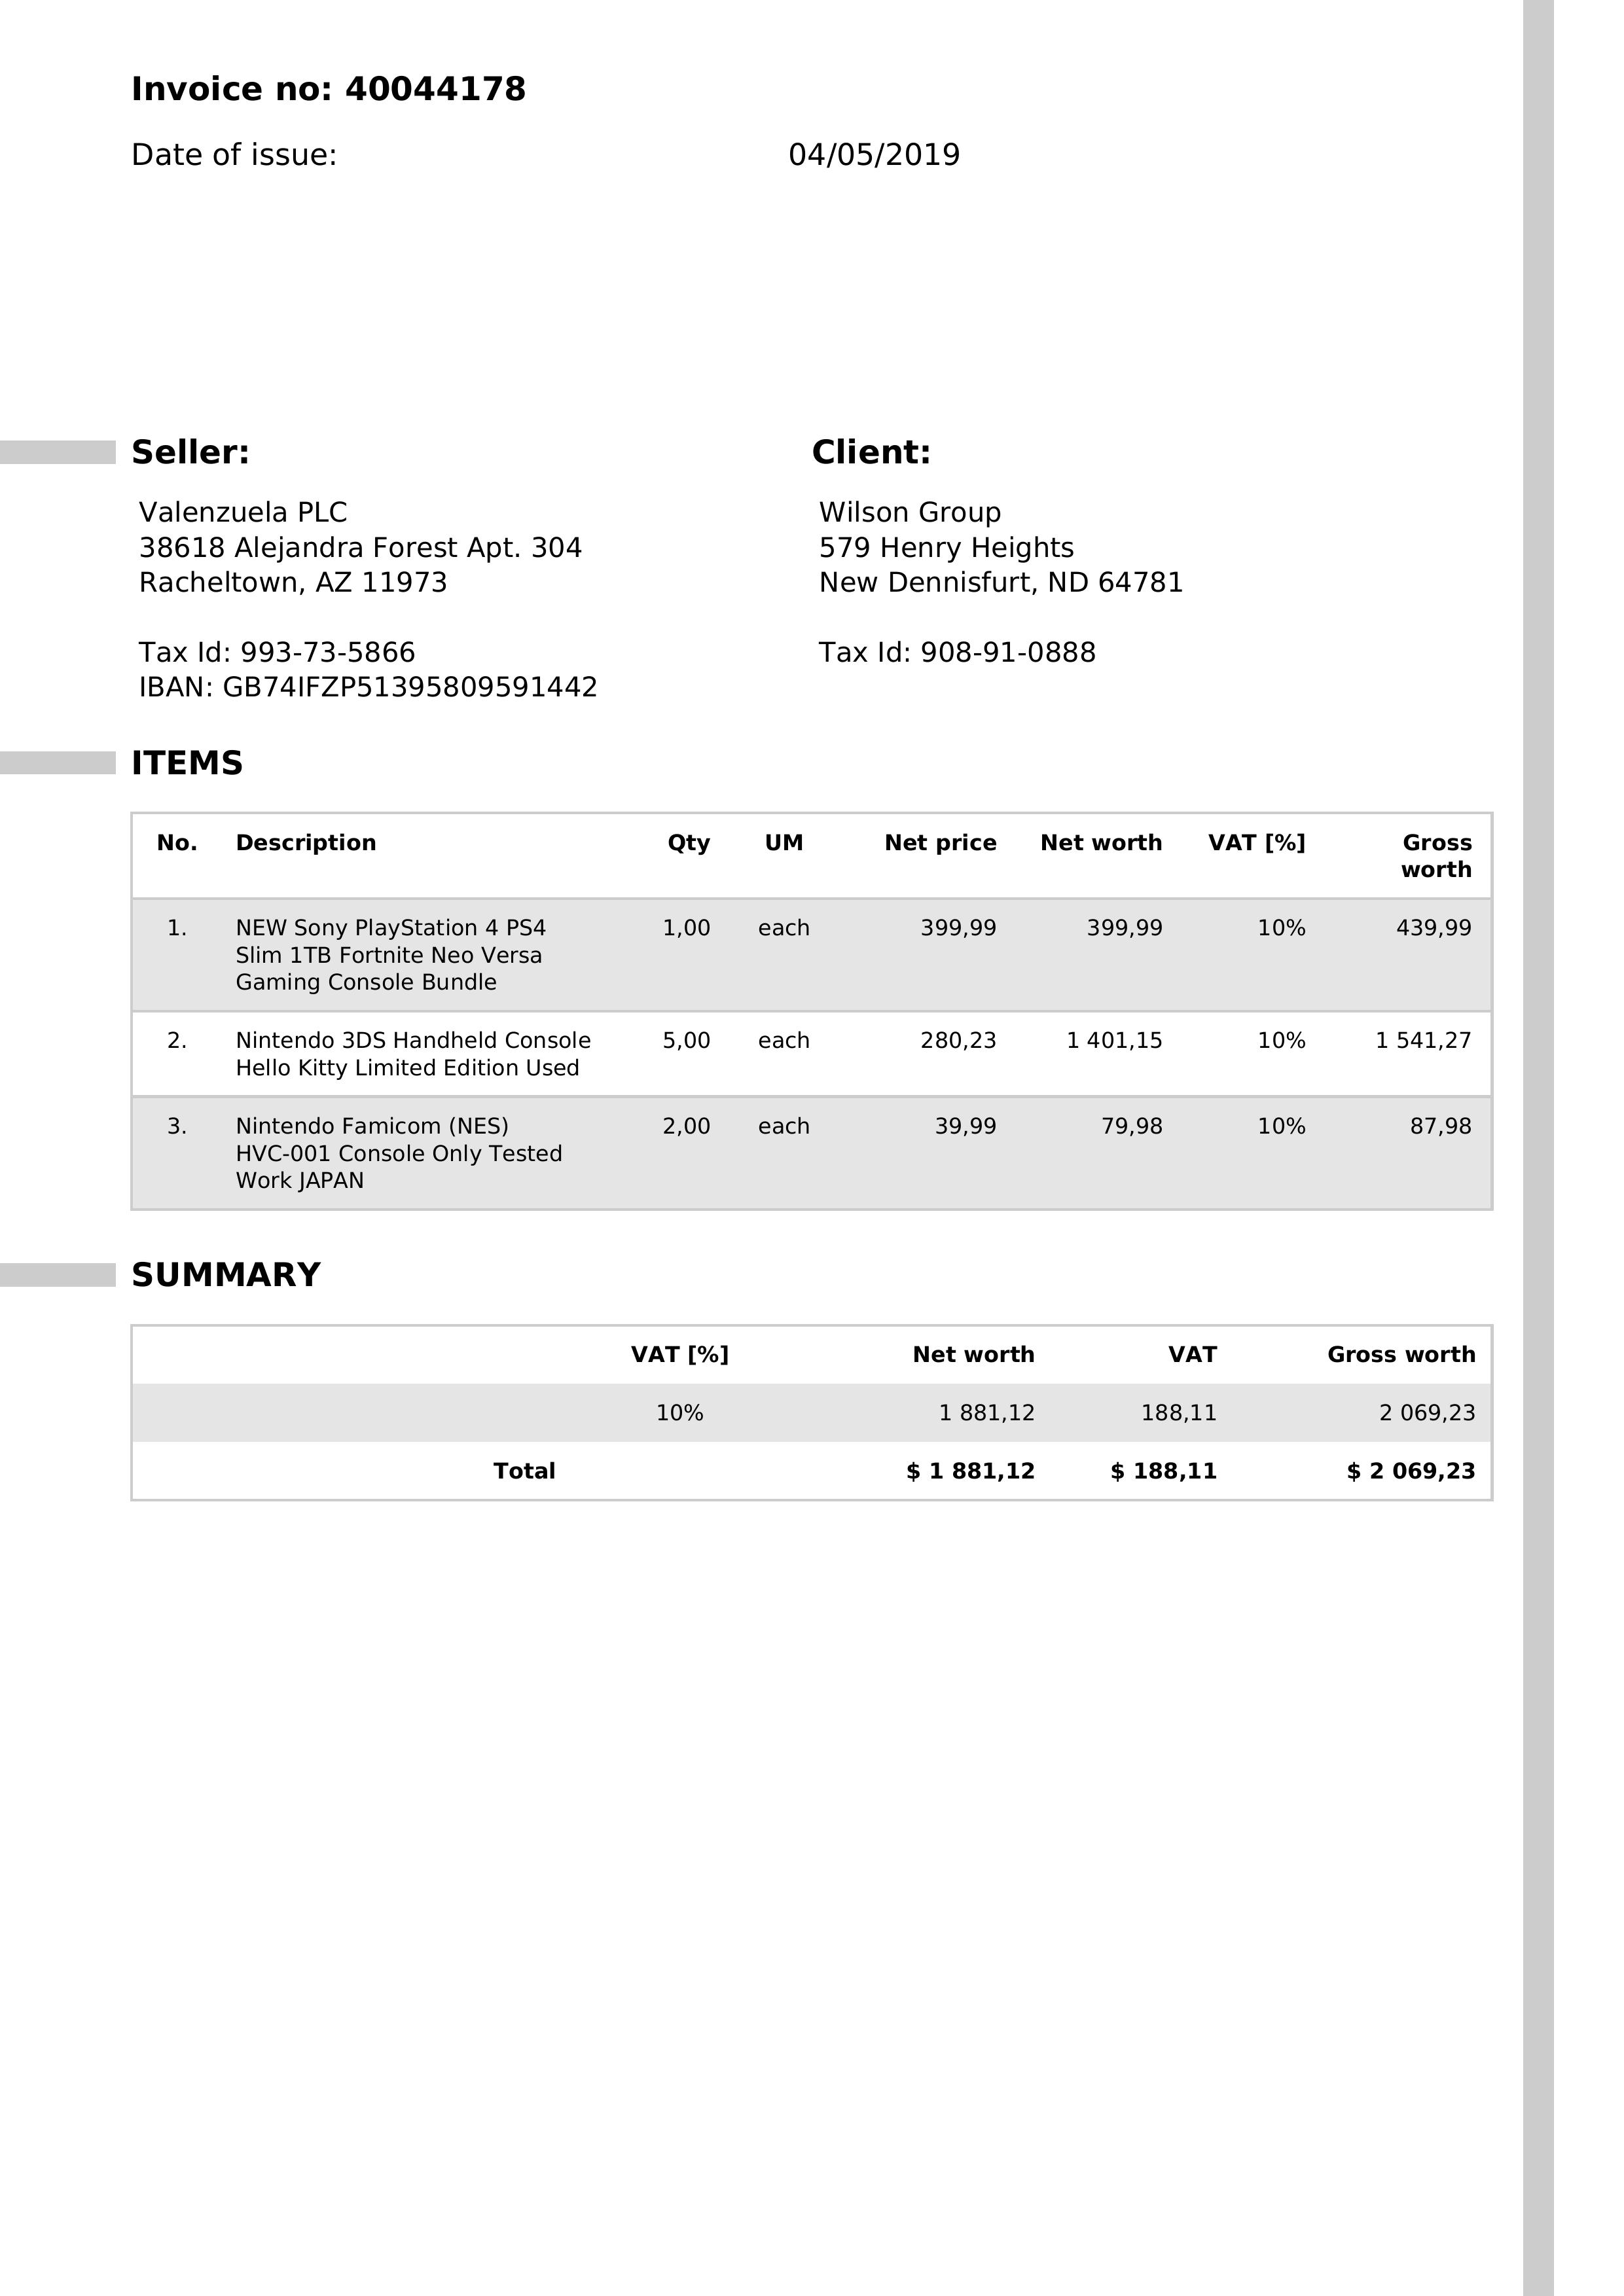 Invoice no: 40044178
Date of issue: 04/05/2019
Seller:
Valenzuela PLC
38618 Alejandra Forest Apt. 304
Racheltown, AZ 11973
Tax Id: 993-73-5866
IBAN: GB74IFZP51395809591442
Client:
Wilson Group
579 Henry Heights
New Dennisfurt, ND 64781
Tax Id: 908-91-0888
ITEMS
No. Description Qty UM Net price Net worth VAT [%] Gross
worth
1. NEW Sony PlayStation 4 PS4 1,00 each 399,99 399,99 10% 439,99
Slim 1TB Fortnite Neo Versa
Gaming Console Bundle
2. Nintendo 3DS Handheld Console 5,00 each 280,23 1 401,15 10% 1 541,27
Hello Kitty Limited Edition Used
3. Nintendo Famicom (NES) 2,00 each 39,99 79,98 10% 87,98
HVC-001 Console Only Tested
Work JAPAN
SUMMARY
VAT [%] Net worth VAT Gross worth
10% 1 881,12 188,11 2 069,23
Total $ 1 881,12 $ 188,11 $ 2 069,23